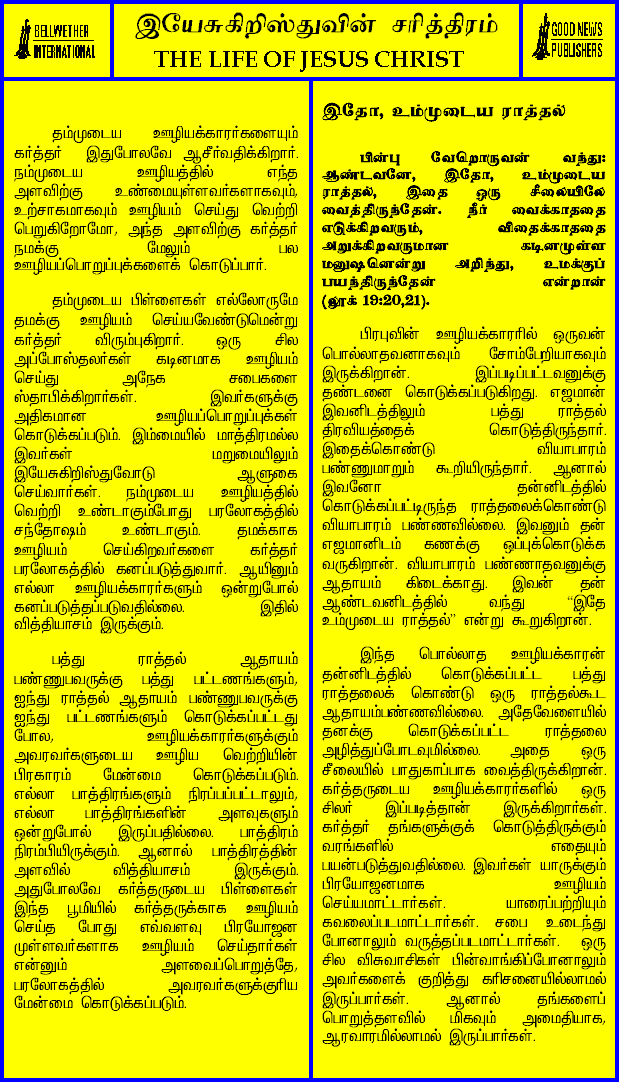 BELLWETHER
INTERNATIONAL
இயேசுகிறிஸ்துவின் சரித்திரம்
THE LIFE OF JESUS CHRIST
GOOD NEWS
PUBLISHERS
தம்முடைய ஊழியக்காரர்களையும்
கர்த்தர் இதுபோலவே ஆசீர்வதிக்கிறார்.
நம்முடைய ஊழியத்தில் எந்த
அளவிற்கு உண்மையுள்ளவர்களாகவும்,
உற்சாகமாகவும் ஊழியம் செய்து வெற்றி
பெறுகிறோமோ, அந்த அளவிற்கு கர்த்தர்
நமக்கு மேலும் பல
ஊழியப்பொறுப்புக்களைக் கொடுப்பார்.
தம்முடைய பிள்ளைகள் எல்லோருமே
தமக்கு ஊழியம் செய்யவேண்டுமென்று
கர்த்தர் விரும்புகிறார். ஒரு சில
அப்போஸ்தலர்கள் கடினமாக ஊழியம்
செய்து அநேக சபைகளை
ஸ்தாபிக்கிறார்கள். இவர்களுக்கு
அதிகமான ஊழியப்பொறுப்புக்கள்
கொடுக்கப்படும். இம்மையில் மாத்திரமல்ல
இவர்கள் மறுமையிலும்
இயேசுகிறிஸ்துவோடு ஆளுகை
செய்வார்கள். நம்முடைய ஊழியத்தில்
வெற்றி உண்டாகும்போது பரலோகத்தில்
சந்தோஷம் உண்டாகும். தமக்காக
ஊழியம் செய்கிறவர்களை கர்த்தர்
பரலோகத்தில் கனப்படுத்துவார். ஆயினும்
எல்லா ஊழியக்காரர்களும் ஒன்றுபோல்
கனப்படுத்தப்படுவதில்லை. இதில்
வித்தியாசம் இருக்கும்.
பத்து ராத்தல் ஆதாயம்
பண்ணுபவருக்கு பத்து பட்டணங்களும்,
ஐந்து ராத்தல் ஆதாயம் பண்ணுபவருக்கு
ஐந்து பட்டணங்களும் கொடுக்கப்பட்டது
போல, ஊழியக்காரர்களுக்கும்
அவரவர்களுடைய ஊழிய வெற்றியின்
பிரகாரம் மேன்மை கொடுக்கப்படும்.
எல்லா பாத்திரங்களும் நிரப்பப்பட்டாலும்,
எல்லா பாத்திரங்களின் அளவுகளும்
ஒன்றுபோல் இருப்பதில்லை. பாத்திரம்
நிரம்பியிருக்கும். ஆனால் பாத்திரத்தின்
அளவில் வித்தியாசம் இருக்கும்.
அதுபோலவே கர்த்தருடைய பிள்ளைகள்
இந்த பூமியில் கர்த்தருக்காக ஊழியம்
செய்த போது எவ்வளவு பிரயோஜன
முள்ளவர்களாக ஊழியம் செய்தார்கள்
என்னும் அளவைப்பொறுத்தே,
பரலோகத்தில் அவரவர்களுக்குரிய
மேன்மை கொடுக்கப்படும்.
இதோ, உம்முடைய ராத்தல்
பின்பு வேறொருவன் வந்து:
ஆண்டவனே, இதோ, உம்முடைய
ராத்தல், இதை ஒரு சீலையிலே
வைத்திருந்தேன். நீர் வைக்காததை
எடுக்கிறவரும், விதைக்காததை
அறுக்கிறவருமான கடினமுள்ள
மனுஷனென்று அறிந்து, உமக்குப்
பயந்திருந்தேன் என்றான்
(லூக் 19:20,21).
பிரபுவின் ஊழியக்காரரில் ஒருவன்
பொல்லாதவனாகவும் சோம்பேறியாகவும்
இருக்கிறான். இப்படிப்பட்டவனுக்கு
தண்டனை கொடுக்கப்படுகிறது. எஜமான்
இவனிடத்திலும் பத்து ராத்தல்
திரவியத்தைக் கொடுத்திருந்தார்.
இதைக்கொண்டு வியாபாரம்
பண்ணுமாறும் கூறியிருந்தார். ஆனால்
இவனோ தன்னிடத்தில்
கொடுக்கப்பட்டிருந்த ராத்தலைக்கொண்டு
வியாபாரம் பண்ணவில்லை. இவனும் தன்
எஜமானிடம் கணக்கு ஒப்புக்கொடுக்க
வருகிறான். வியாபாரம் பண்ணாதவனுக்கு
ஆதாயம் கிடைக்காது. இவன் தன்
ஆண்டவனிடத்தில் வந்து “இதே
உம்முடைய ராத்தல்” என்று கூறுகிறான்.
இந்த பொல்லாத ஊழியக்காரன்
தன்னிடத்தில் கொடுக்கப்பட்ட பத்து
ராத்தலைக் கொண்டு ஒரு ராத்தல்கூட
ஆதாயம்பண்ணவில்லை. அதேவேளையில்
தனக்கு கொடுக்கப்பட்ட ராத்தலை
அழித்துப்போடவுமில்லை. அதை ஒரு
சீலையில் பாதுகாப்பாக வைத்திருக்கிறான்.
கர்த்தருடைய ஊழியக்காரர்களில் ஒரு
சிலர் இப்படித்தான் இருக்கிறார்கள்.
கர்த்தர் தங்களுக்குக் கொடுத்திருக்கும்
வரங்களில் எதையும்
பயன்படுத்துவதில்லை. இவர்கள் யாருக்கும்
பிரயோஜனமாக ஊழியம்
செய்யமாட்டார்கள். யாரைப்பற்றியும்
கவலைப்படமாட்டார்கள். சபை உடைந்து
போனாலும் வருத்தப்படமாட்டார்கள். ஒரு
சில விசுவாசிகள் பின்வாங்கிப்போனாலும்
அவர்களைக் குறித்து கரிசனையில்லாமல்
இருப்பார்கள். ஆனால் தங்களைப்
பொறுத்தளவில் மிகவும் அமைதியாக,
ஆரவாரமில்லாமல் இருப்பார்கள்.